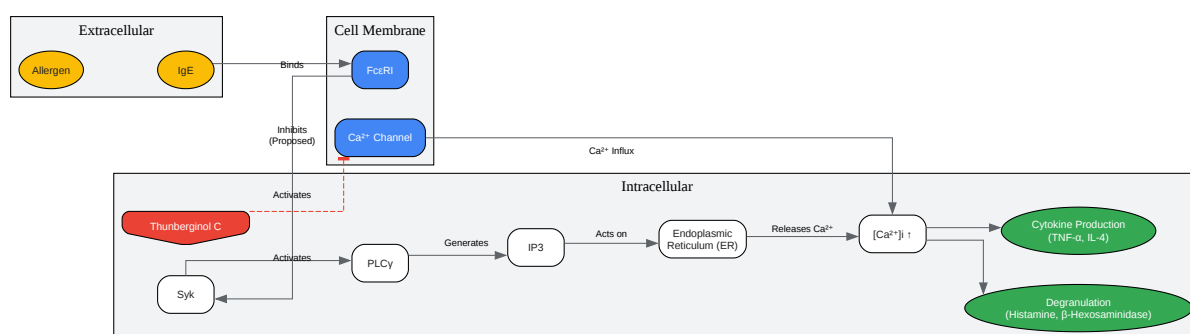 Extracellular
Cell Membrane
Allergen
IgE
Binds
FcεRI
Inhibits
(Proposed)
Ca²⁺ Channel
Ca²⁺ Influx
Intracellular
Activates
Thunberginol C
Cytokine Production
(TNF-α, IL-4)
Endoplasmic
Reticulum (ER)
Releases Ca²⁺
[Ca²⁺]i ↑
Acts on
IP3
Generates
PLCγ
Activates
Syk
Degranulation
(Histamine, β-Hexosaminidase)